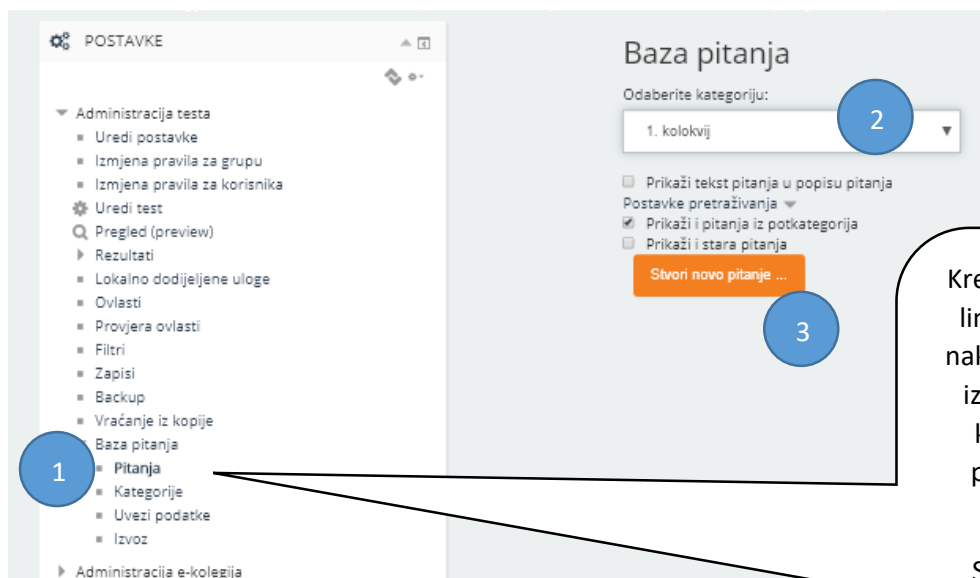 POSTAVKE
Administracija testa
Uredi postavke
Izmjena pravila za grupu
Izmjena pravila za korisnika
Uredi test
Pregled (preview)
Rezultati
Lokalno dodijeljene uloge
Ovlasti
Provjera ovlasti
Filtri
Zapisi
Backup
Vraćanje iz kopije
Baza pitanja
1
Pitanja
Kategorije
Uvezi podatke
Izvoz
Administracija e-kolegija
Baza pitanja
Odaberite kategoriju:
1. kolokvij
2
Prikaži tekst pitanja u popisu pitanja
Postavke pretraživanja
Prikaži i pitanja iz potkategorija
Prikaži i stara pitanja
Stvori novo pitanje ...
3